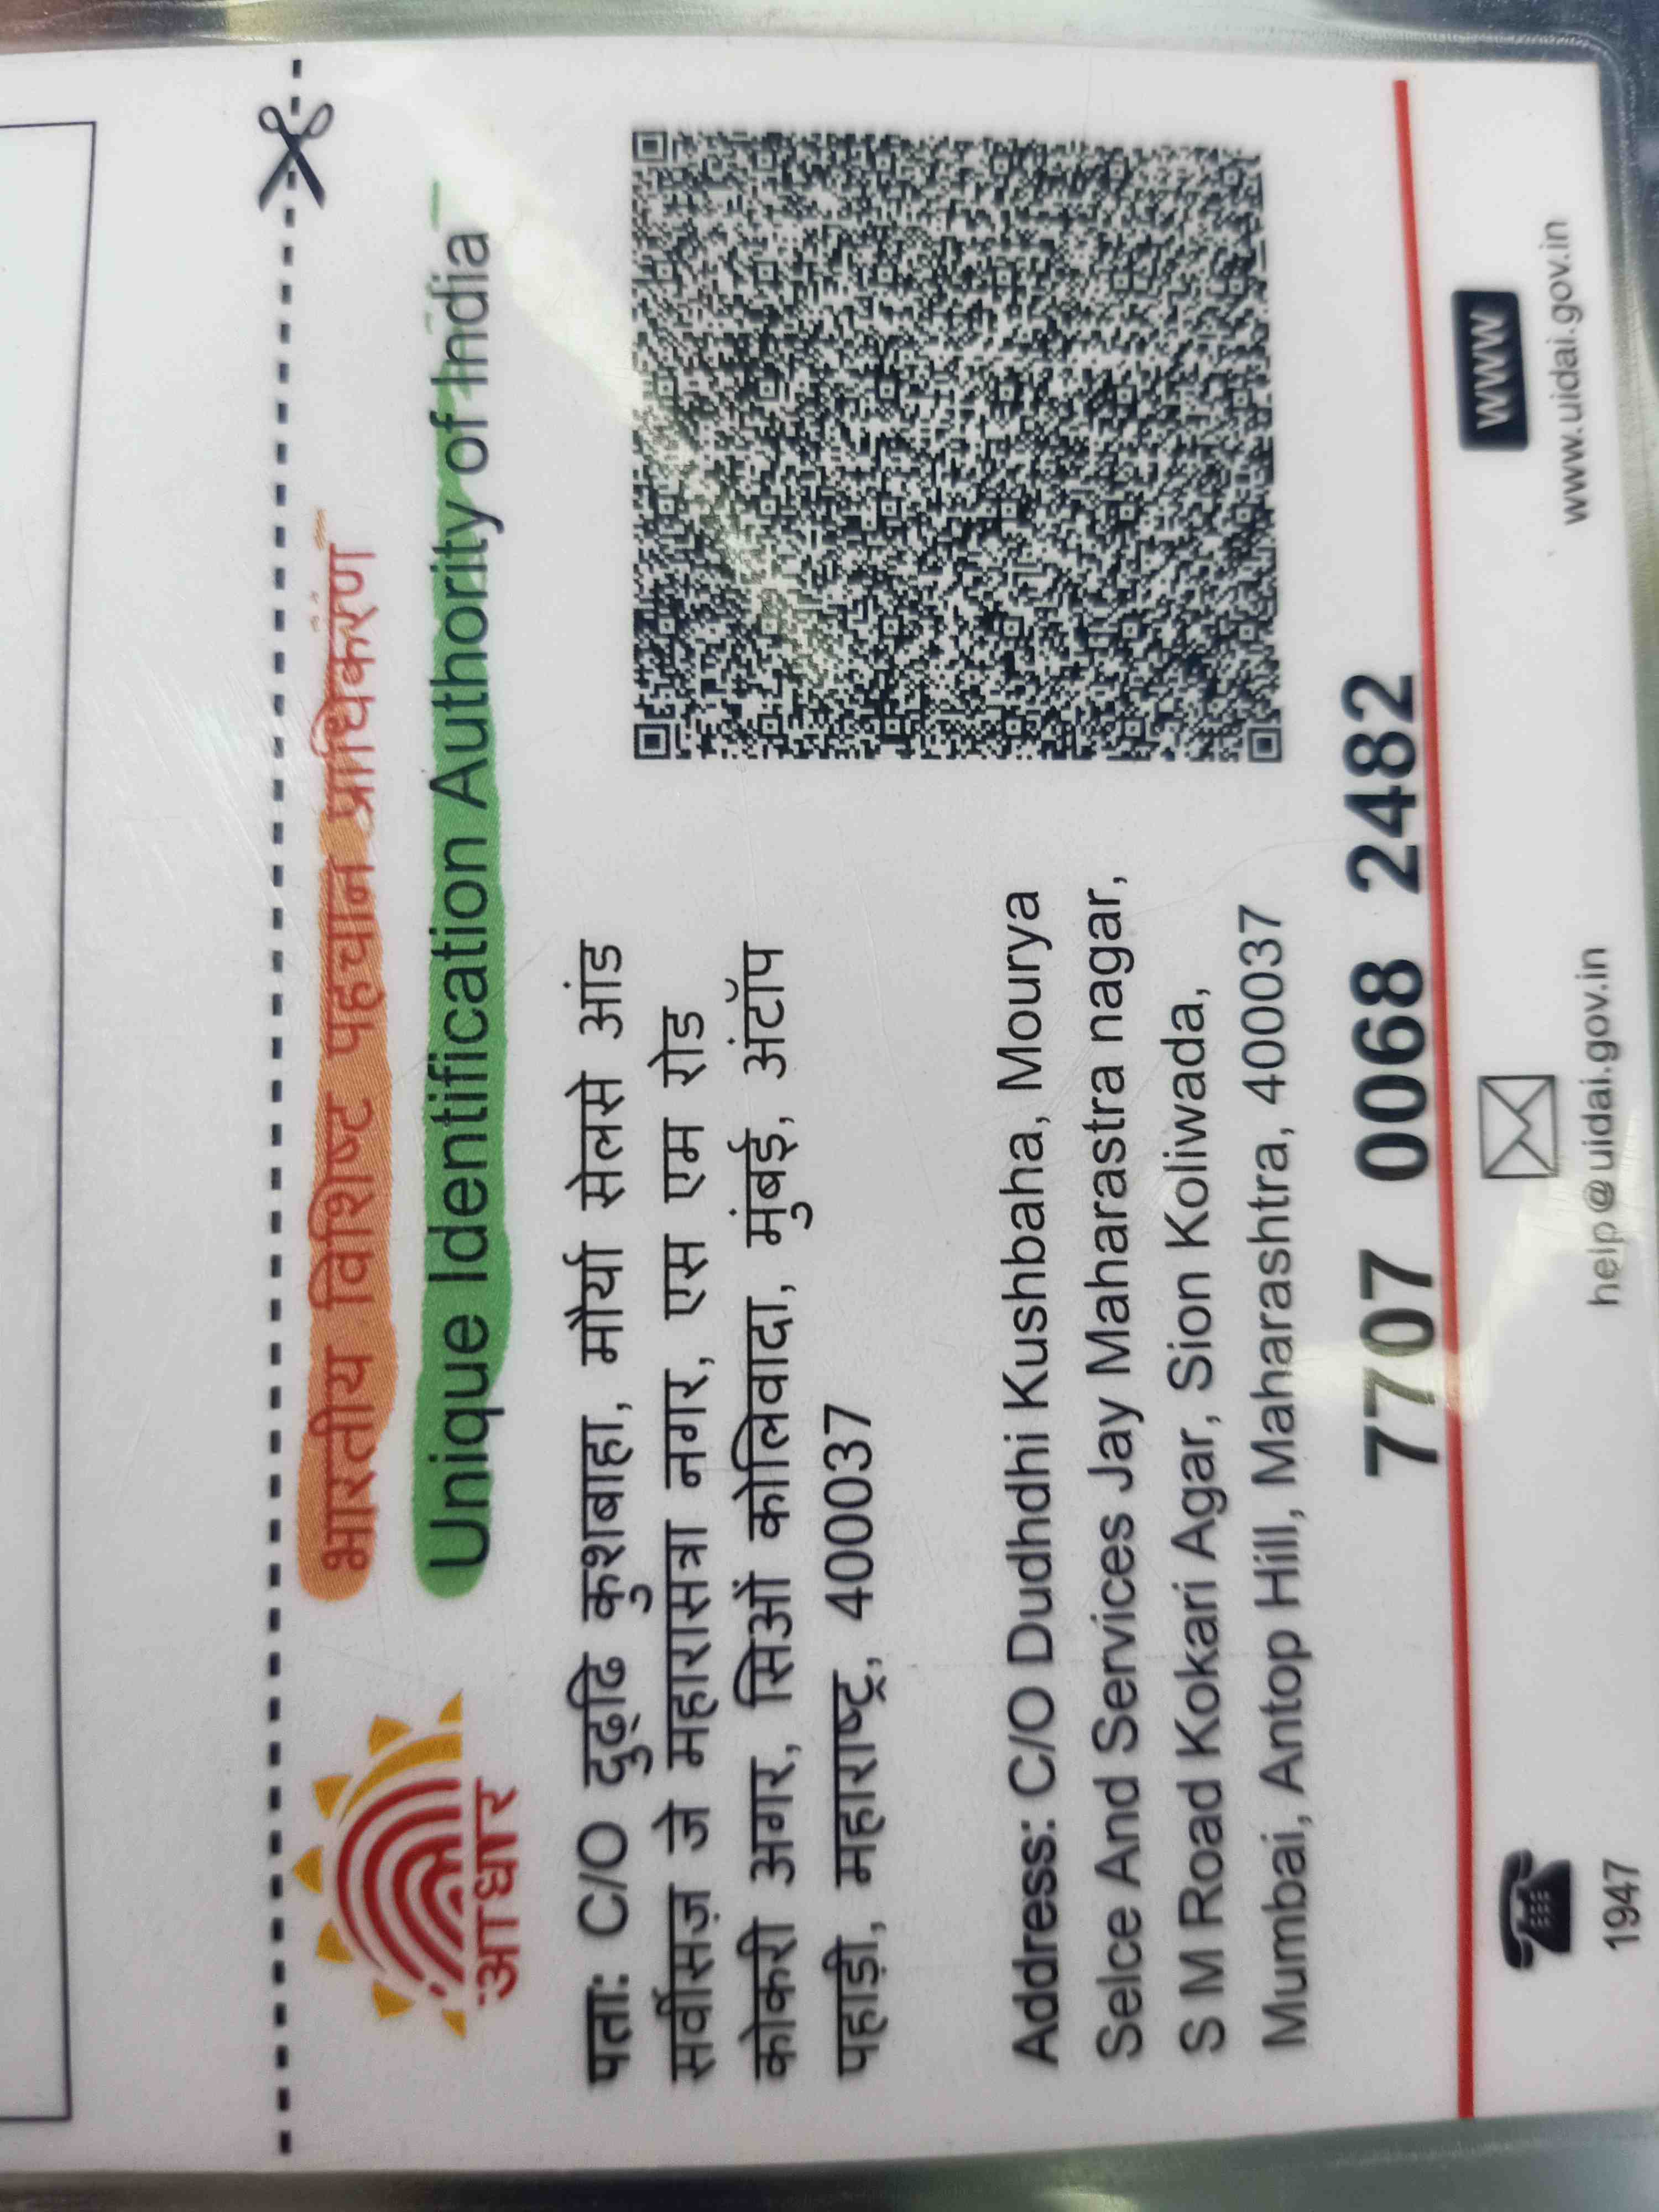 भारतीय विशिष्ट पहचान प्राधिकरण
Unique Identification Authority of India
आधार
पता: C/O दुद्ढि कुशबाहा, मौर्या सेलसे आंड
सर्वीसज़ जे महारासत्रा नगर, एस एम रोड
कोकरी अगर, सिओं कोलिवादा, मुंबई, अंटॉप
पहाड़ी, महाराष्ट्र, 400037
Address: C/O Dudhdhi Kushbaha, Mourya
Selce And Services Jay Maharastra nagar,
S M Road Kokari Agar, Sion Koliwada,
Mumbai, Antop Hill, Maharashtra, 400037
7707 0068 2482
1947
help@uidai.gov.in
www
www.uidai.gov.in